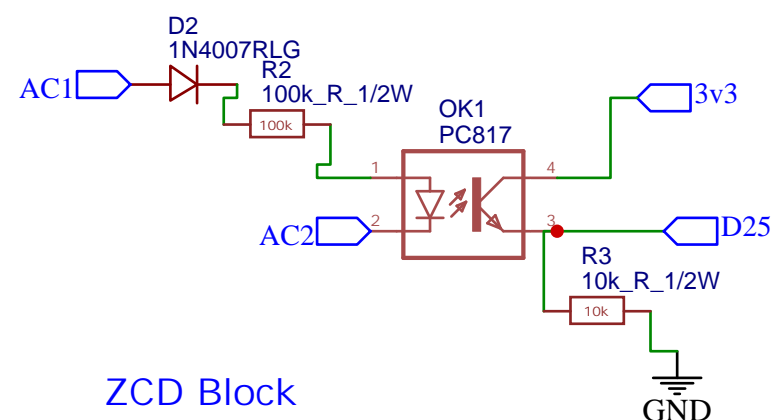 D2
1N4007RLG
AC1
R2
100k_R_1/2W
100k
OK1
PC817
3v3
1
4
2
3
AC2
D25
R3
10k_R_1/2W
10k
ZCD Block
GND